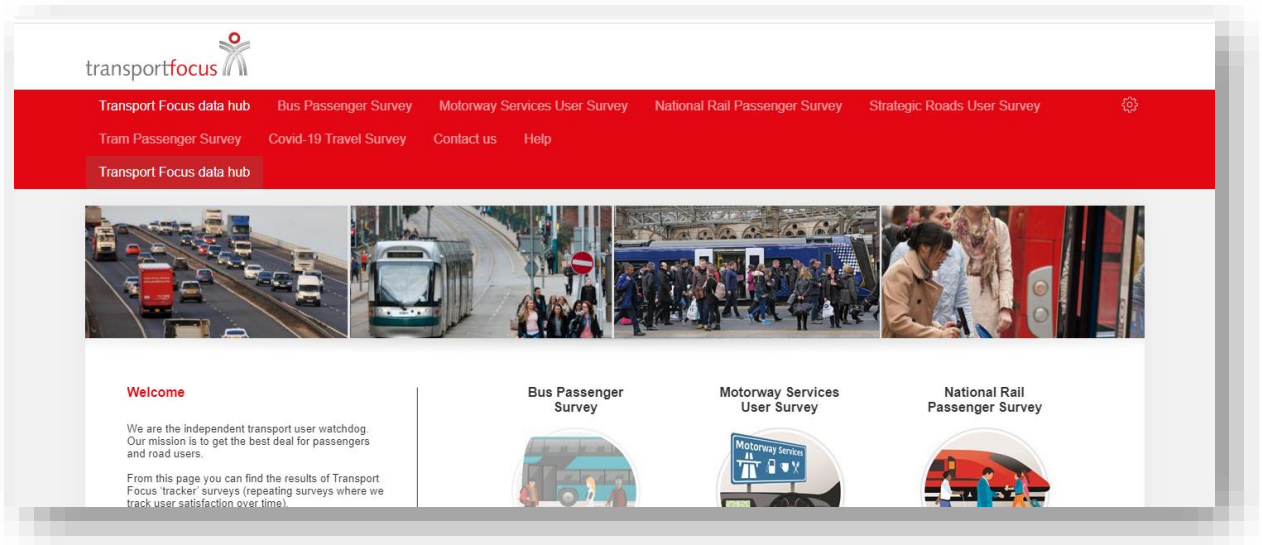 transportfocus
Transport Focus data hub Bus Passenger Survey Motorway Services User Survey National Rail Passenger Survey Strategic Roads User Survey
Tram Passenger Survey Covid-19 Travel Survey Contact us Help
Transport Focus data hub
Welcome
We are the independent transport user watchdog.
Our mission is to get the best deal for passengers
and road users.
From this page you can find the results of Transport
Focus 'tracker' surveys (repeating surveys where we
track user satisfaction over time).
Bus Passenger
Survey
Motorway Services
User Survey
Motorway Services
National Rail
Passenger Survey